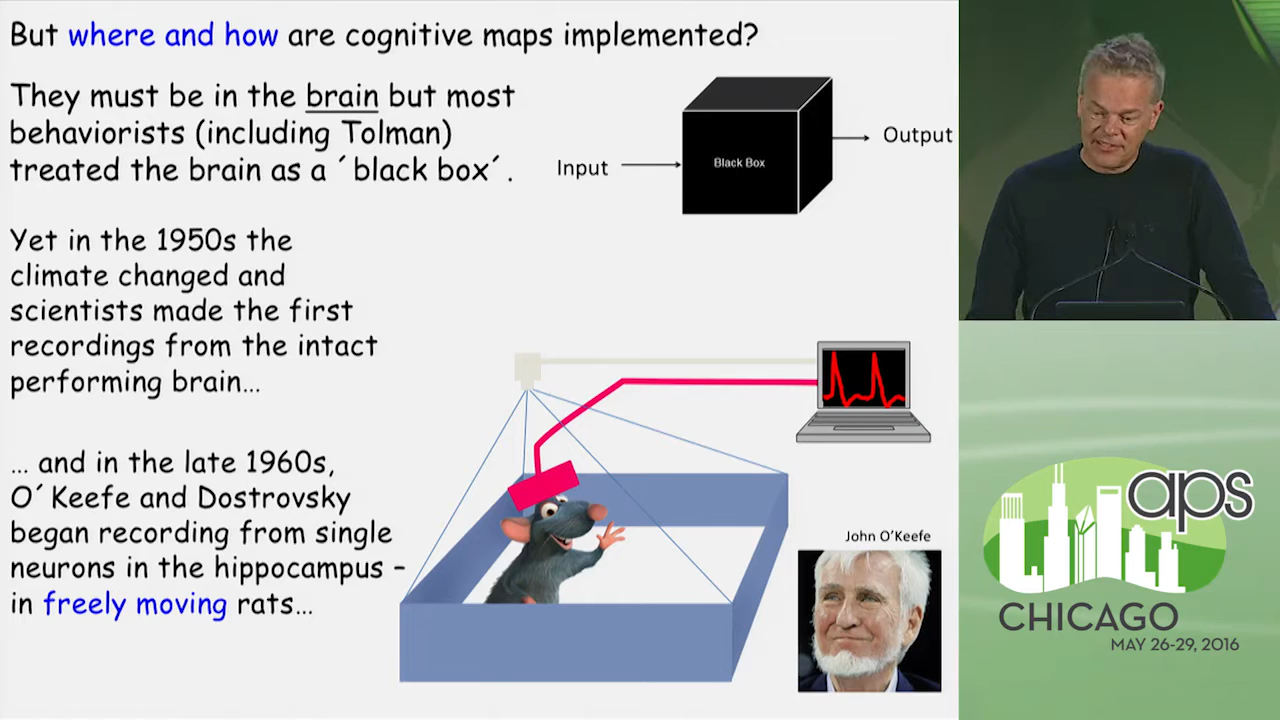 But where and how are cognitive maps implemented?
They must be in the brain but most
behaviorists (including Tolman)
treated the brain as a ´black box´.
Input
Black Box
Output
Yet in the 1950s the
climate changed and
scientists made the first
recordings from the intact
performing brain…
… and in the late 1960s,
O´Keefe and Dostrovsky
began recording from single
neurons in the hippocampus –
in freely moving rats…
John O’Keefe
aps
CHICAGO
MAY 26-29, 2016